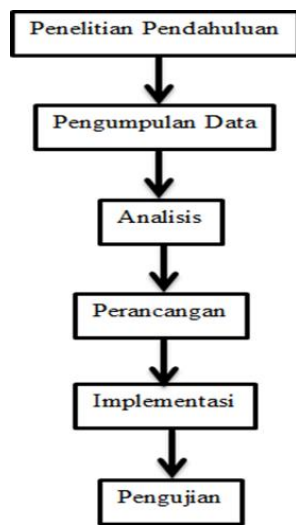 Penelitian Pendahuluan
Pengumpulan Data
Analisis
Perancangan
Implementasi
Pengujian